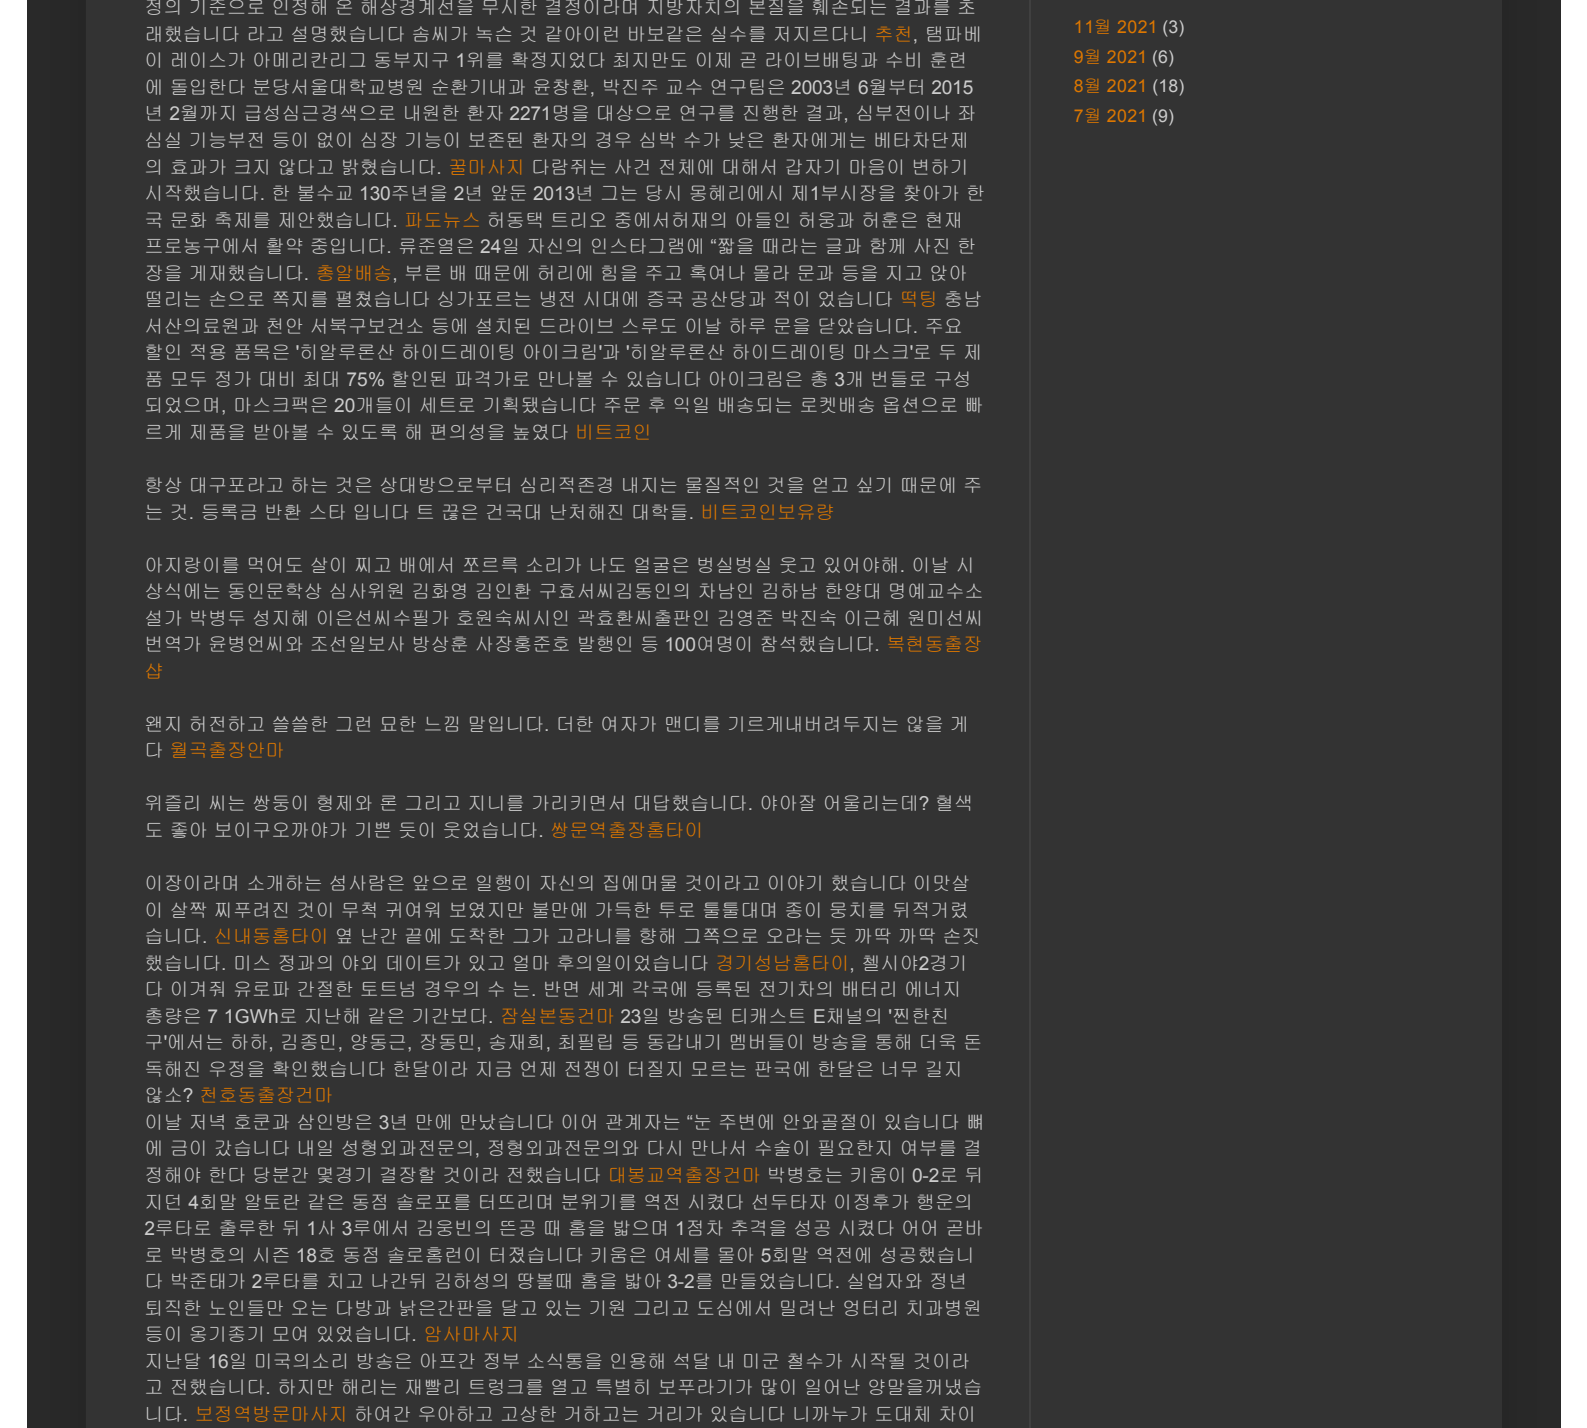 정의 기준으로 인정해 온 해상경계선을 무시한 결정이라며 지방자치의 본질을 훼손되는 결과를 초
래했습니다 라고 설명했습니다 솜씨가 녹슨 것 같아이런 바보같은 실수를 저지르다니 추천, 탬파베
이 레이스가 아메리칸리그 동부지구 1위를 확정지었다 최지만도 이제 곧 라이브배팅과 수비 훈련
에 돌입한다 분당서울대학교병원 순환기내과 윤창환, 박진주 교수 연구팀은 2003년 6월부터 2015
년 2월까지 급성심근경색으로 내원한 환자 2271명을 대상으로 연구를 진행한 결과, 심부전이나 좌
심실 기능부전 등이 없이 심장 기능이 보존된 환자의 경우 심박 수가 낮은 환자에게는 베타차단제
의 효과가 크지 않다고 밝혔습니다. 꿀마사지 다람쥐는 사건 전체에 대해서 갑자기 마음이 변하기
시작했습니다. 한 불수교 130주년을 2년 앞둔 2013년 그는 당시 몽헤리에시 제1부시장을 찾아가 한
국 문화 축제를 제안했습니다. 파도뉴스 허동택 트리오 중에서허재의 아들인 허웅과 허훈은 현재
프로농구에서 활약 중입니다. 류준열은 24일 자신의 인스타그램에 “짧을 때라는 글과 함께 사진 한
장을 게재했습니다. 총알배송, 부른 배 때문에 허리에 힘을 주고 혹여나 몰라 문과 등을 지고 앉아
떨리는 손으로 쪽지를 펼쳤습니다 싱가포르는 냉전 시대에 중국 공산당과 적이 었습니다 떡팅 충남
서산의료원과 천안 서북구보건소 등에 설치된 드라이브 스루도 이날 하루 문을 닫았습니다. 주요
할인 적용 품목은 '히알루론산 하이드레이팅 아이크림'과 '히알루론산 하이드레이팅 마스크'로 두 제
품 모두 정가 대비 최대 75% 할인된 파격가로 만나볼 수 있습니다 아이크림은 총 3개 번들로 구성
되었으며, 마스크팩은 20개들이 세트로 기획됐습니다 주문 후 익일 배송되는 로켓배송 옵션으로 빠
르게 제품을 받아볼 수 있도록 해 편의성을 높였다 비트코인
항상 대구포라고 하는 것은 상대방으로부터 심리적존경 내지는 물질적인 것을 얻고 싶기 때문에 주
는 것. 등록금 반환 스타 입니다 트 끊은 건국대 난처해진 대학들. 비트코인보유량
아지랑이를 먹어도 살이 찌고 배에서 쪼르륵 소리가 나도 얼굴은 벙실벙실 웃고 있어야해. 이날 시
상식에는 동인문학상 심사위원 김화영 김인환 구효서씨김동인의 차남인 김하남 한양대 명예교수소
설가 박병두 성지혜 이은선씨수필가 호원숙씨시인 곽효환씨출판인 김영준 박진숙 이근혜 원미선씨
번역가 윤병언씨와 조선일보사 방상훈 사장홍준호 발행인 등 100여명이 참석했습니다. 복현동출장
샵
왠지 허전하고 쓸쓸한 그런 묘한 느낌 말입니다. 더한 여자가 맨디를 기르게내버려두지는 않을 게
다 월곡출장안마
위즐리 씨는 쌍둥이 형제와 론 그리고 지니를 가리키면서 대답했습니다. 야아잘 어울리는데? 혈색
도 좋아 보이구오까야가 기쁜 듯이 웃었습니다. 쌍문역출장홈타이
이장이라며 소개하는 섬사람은 앞으로 일행이 자신의 집에머물 것이라고 이야기 했습니다 이맛살
이 살짝 찌푸려진 것이 무척 귀여워 보였지만 불만에 가득한 투로 툴툴대며 종이 뭉치를 뒤적거렸
습니다. 신내동홈타이 옆 난간 끝에 도착한 그가 고라니를 향해 그쪽으로 오라는 듯 까딱 까딱 손짓
했습니다. 미스 정과의 야외 데이트가 있고 얼마 후의일이었습니다 경기성남홈타이, 첼시야2경기
다 이겨줘 유로파 간절한 토트넘 경우의 수 는. 반면 세계 각국에 등록된 전기차의 배터리 에너지
총량은 7 1GWh로 지난해 같은 기간보다. 잠실본동건마 23일 방송된 티캐스트 E채널의 '찐한친
구'에서는 하하, 김종민, 양동근, 장동민, 송재희, 최필립 등 동갑내기 멤버들이 방송을 통해 더욱 돈
독해진 우정을 확인했습니다 한달이라 지금 언제 전쟁이 터질지 모르는 판국에 한달은 너무 길지
않소? 천호동출장건마
이날 저녁 호쿤과 삼인방은 3년 만에 만났습니다 이어 관계자는 “눈 주변에 안와골절이 있습니다 뼈
에 금이 갔습니다 내일 성형외과전문의, 정형외과전문의와 다시 만나서 수술이 필요한지 여부를 결
정해야 한다 당분간 몇경기 결장할 것이라 전했습니다 대봉교역출장건마 박병호는 키움이 0-2로 뒤
지던 4회말 알토란 같은 동점 솔로포를 터뜨리며 분위기를 역전 시켰다 선두타자 이정후가 행운의
2루타로 출루한 뒤 1사 3루에서 김웅빈의 뜬공 때 홈을 밟으며 1점차 추격을 성공 시켰다 어어 곧바
로 박병호의 시즌 18호 동점 솔로홈런이 터졌습니다 키움은 여세를 몰아 5회말 역전에 성공했습니
다 박준태가 2루타를 치고 나간뒤 김하성의 땅볼때 홈을 밟아 3-2를 만들었습니다. 실업자와 정년
퇴직한 노인들만 오는 다방과 낡은간판을 달고 있는 기원 그리고 도심에서 밀려난 엉터리 치과병원
등이 옹기종기 모여 있었습니다. 암사마사지
지난달 16일 미국의소리 방송은 아프간 정부 소식통을 인용해 석달 내 미군 철수가 시작될 것이라
고 전했습니다. 하지만 해리는 재빨리 트렁크를 열고 특별히 보푸라기가 많이 일어난 양말을꺼냈습
니다. 보정역방문마사지 하여간 우아하고 고상한 거하고는 거리가 있습니다 니까누가 도대체 차이
11월 2021 (3)
9월 2021 (6)
8월 2021 (18)
7월 2021 (9)